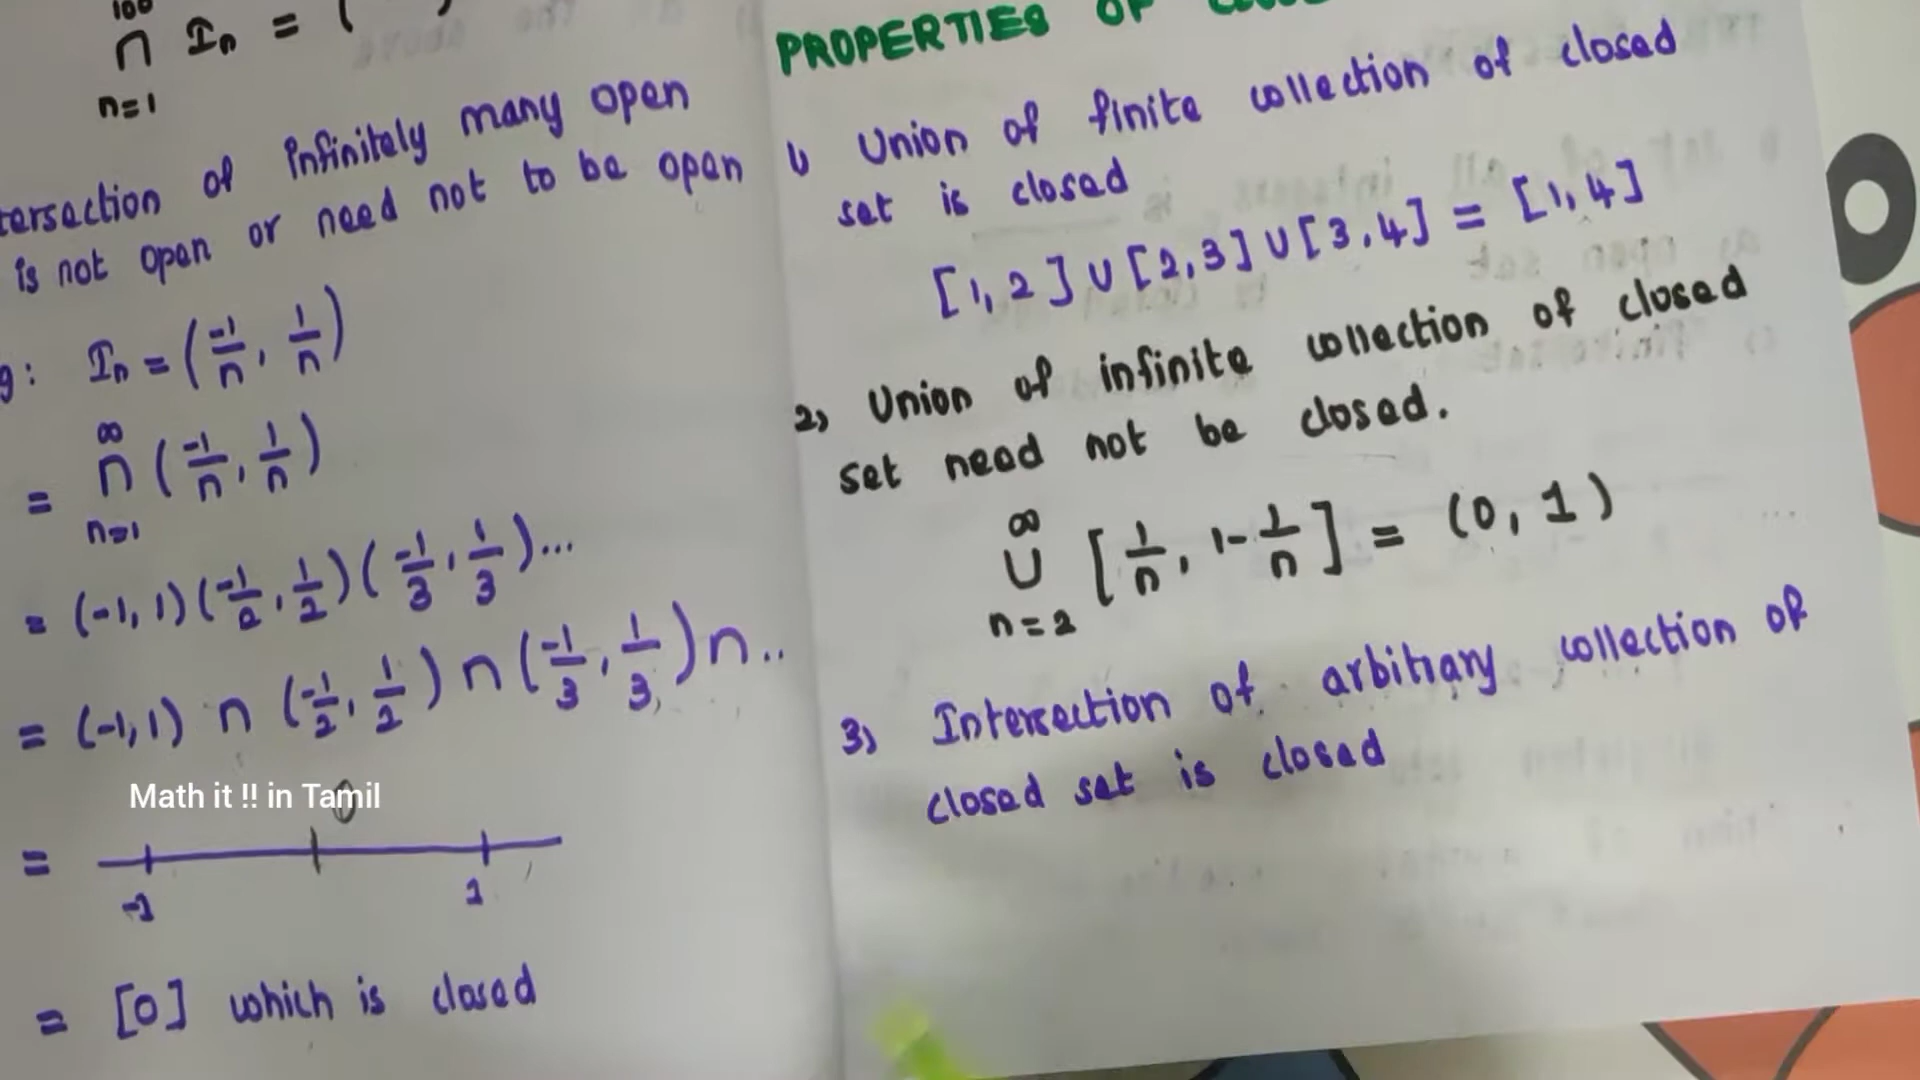 100
∩ In = (
n=1
of infinitely many open
is not open or need not to be open
In = (-1/n, 1/n)
∞
= ∩ (-1/n, 1/n)
n=1
= (-1, 1) (-1/2, 1/2) (-1/3, 1/3) ...
= (-1, 1) ∩ (-1/2, 1/2) ∩ (-1/3, 1/3) ∩ ..
Math it !! in Tamil
0
=
-1 1
= [0] which is closed
PROPERTIES OF
1) Union of finite collection of closed
set is closed
[1, 2] ∪ [2, 3] ∪ [3, 4] = [1, 4]
2) Union of infinite collection of closed
set need not be closed.
∞
∪ [1/n, 1-1/n] = (0, 1)
n=2
3) Intersection of arbitrary collection of
closed set is closed